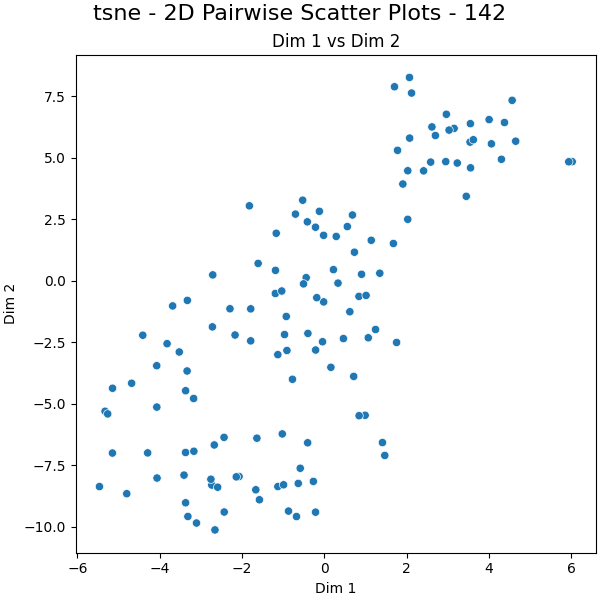 tsne - 2D Pairwise Scatter Plots - 142
Dim 1 vs Dim 2
7.5
5.0
2.5
0.0
−2.5
−5.0
−7.5
−10.0
Dim 2
−6 −4 −2 0 2 4 6
Dim 1